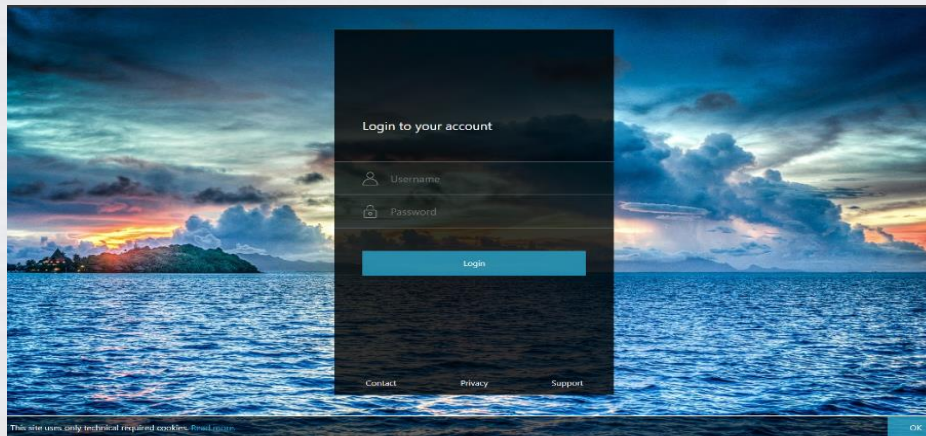 Login to your account
Username
Password
Login
Contact Privacy Support
This site uses only technical required cookies. Read more.
OK